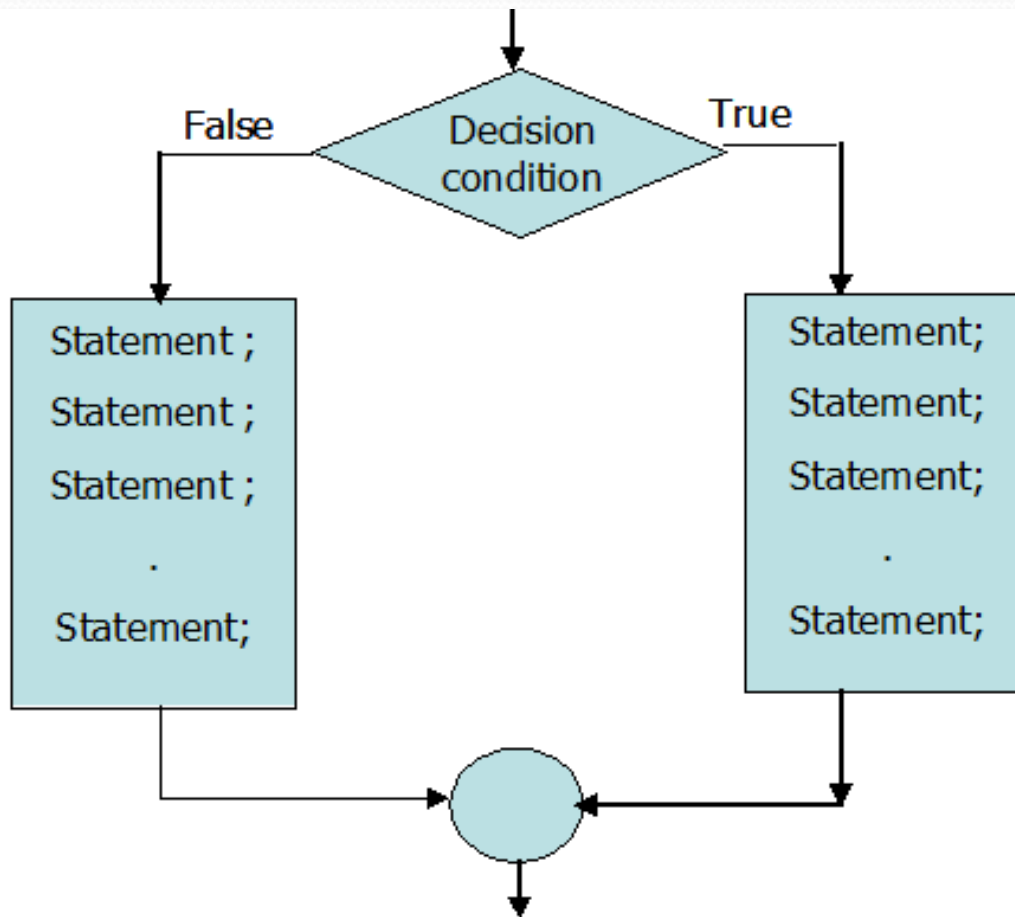 False
True
Decision
condition
Statement ;
Statement ;
Statement ;
.
Statement;
Statement;
Statement;
Statement;
.
Statement;